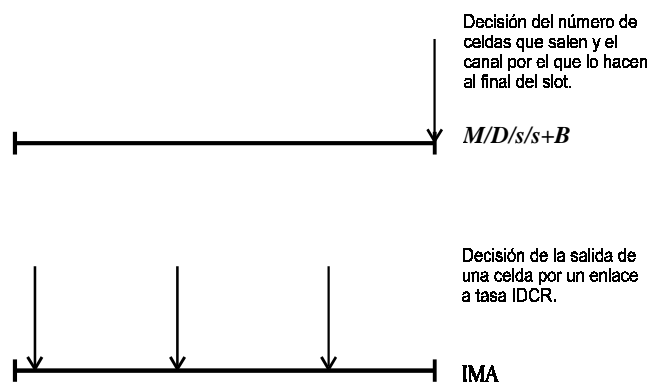 Decisión del número de
celdas que salen y el
canal por el que lo hacen
al final del slot.
M/D/s/s+B
Decisión de la salida de
una celda por un enlace
a tasa IDCR.
IMA